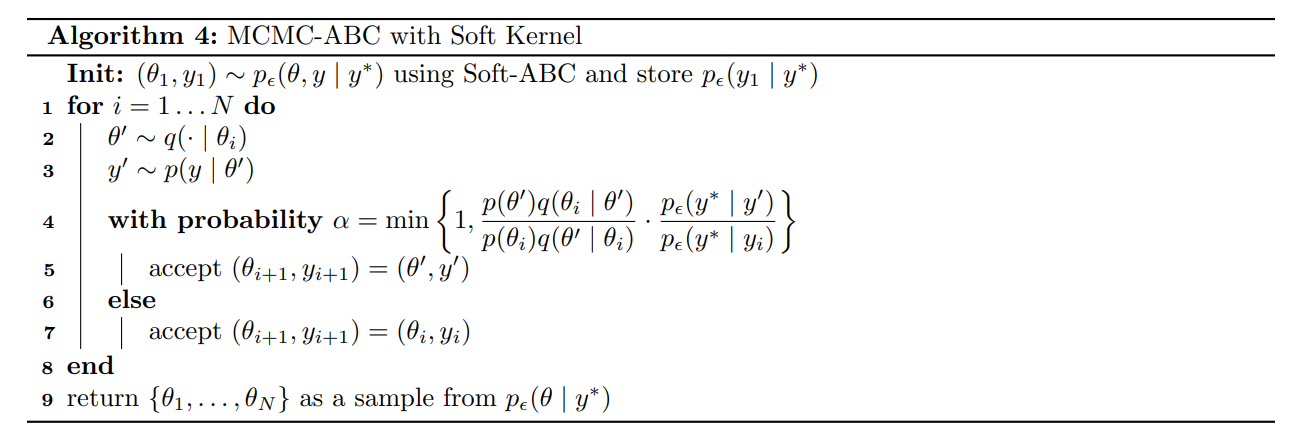 Algorithm 4: MCMC-ABC with Soft Kernel
Init: (θ₁, y₁) ∼ pϵ(θ, y | y*) using Soft-ABC and store pϵ(y₁ | y*)
1 for i = 1 … N do
2 θ′ ∼ q(· | θᵢ)
3 y′ ∼ p(y | θ′)
4 with probability α = min { 1, \frac{p(θ′)q(θᵢ | θ′)}{p(θᵢ)q(θ′ | θᵢ)} · \frac{pϵ(y* | y′)}{pϵ(y* | yᵢ)} }
5 accept (θᵢ₊₁, yᵢ₊₁) = (θ′, y′)
6 else
7 accept (θᵢ₊₁, yᵢ₊₁) = (θᵢ, yᵢ)
8 end
9 return {θ₁, …, θ_N} as a sample from pϵ(θ | y*)